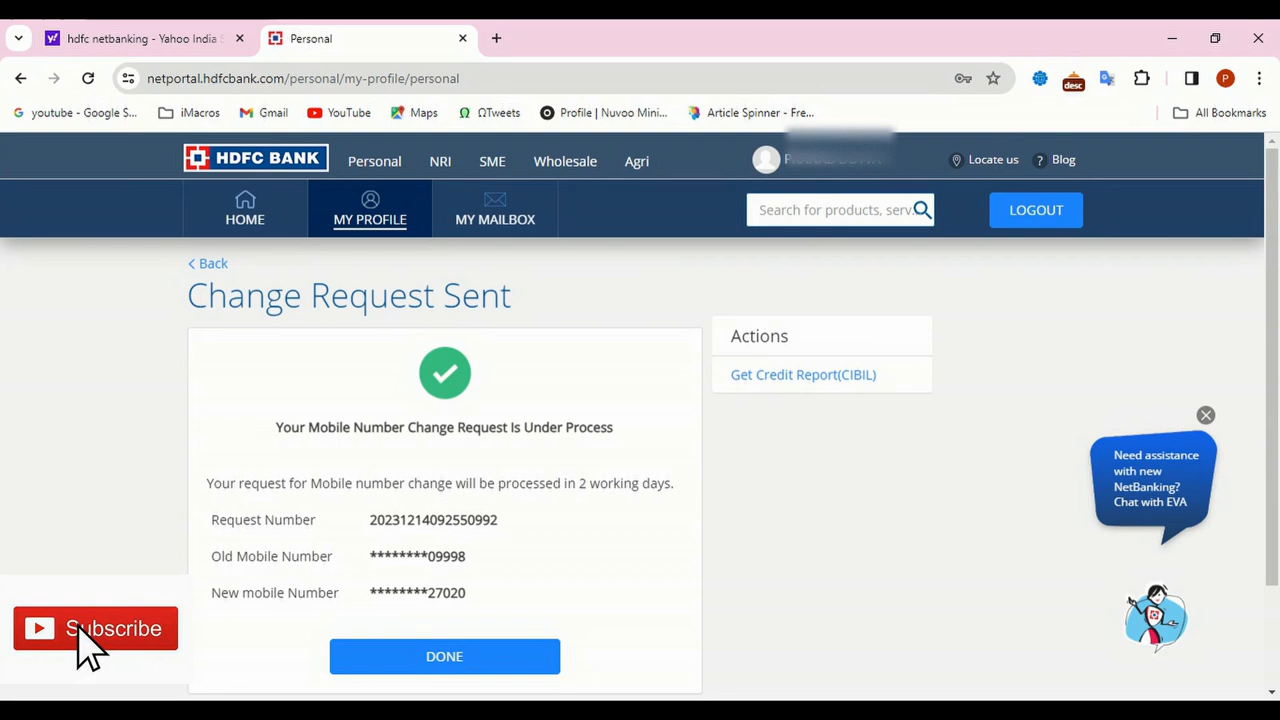 hdfc netbanking - Yahoo India
Personal
netportal.hdfcbank.com/personal/my-profile/personal
desc
P
youtube - Google S...
iMacros
Gmail
YouTube
Maps
ΩTweets
Profile | Nuvoo Mini...
Article Spinner - Fre...
All Bookmarks
HDFC BANK
Personal
NRI
SME
Wholesale
Agri
Locate us
? Blog
HOME
MY PROFILE
MY MAILBOX
Search for products, serv...
LOGOUT
< Back
Change Request Sent
Actions
Get Credit Report(CIBIL)
Your Mobile Number Change Request Is Under Process
Your request for Mobile number change will be processed in 2 working days.
Request Number 20231214092550992
Old Mobile Number ********09998
New mobile Number ********27020
DONE
Need assistance
with new
NetBanking?
Chat with EVA
Subscribe